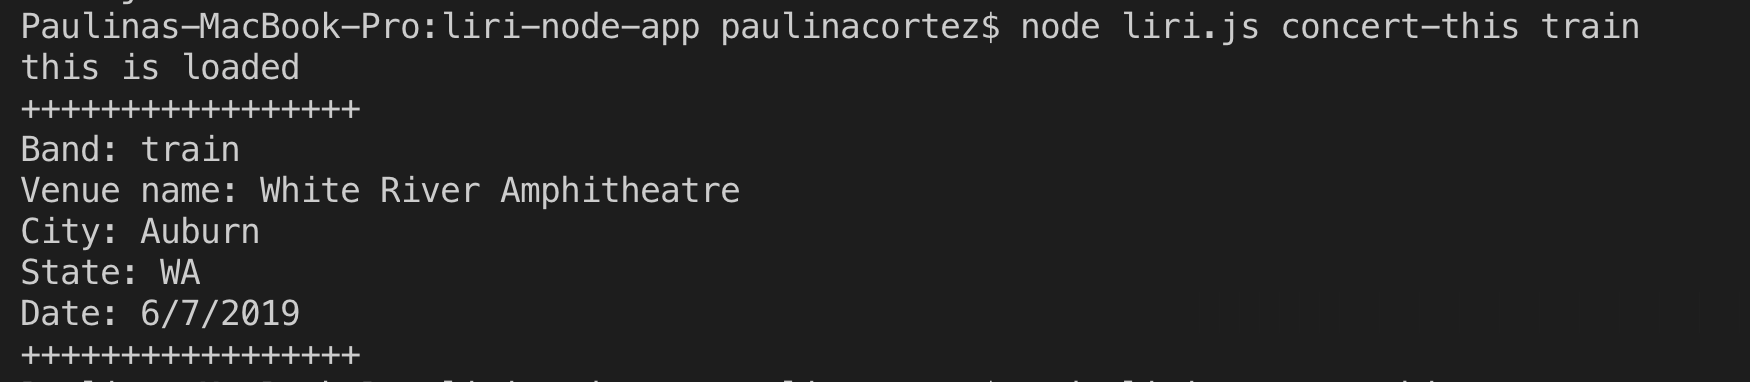 Paulinas-MacBook-Pro:liri-node-app paulinacortez$ node liri.js concert-this train
this is loaded
+++++++++++++++++
Band: train
Venue name: White River Amphitheatre
City: Auburn
State: WA
Date: 6/7/2019
+++++++++++++++++